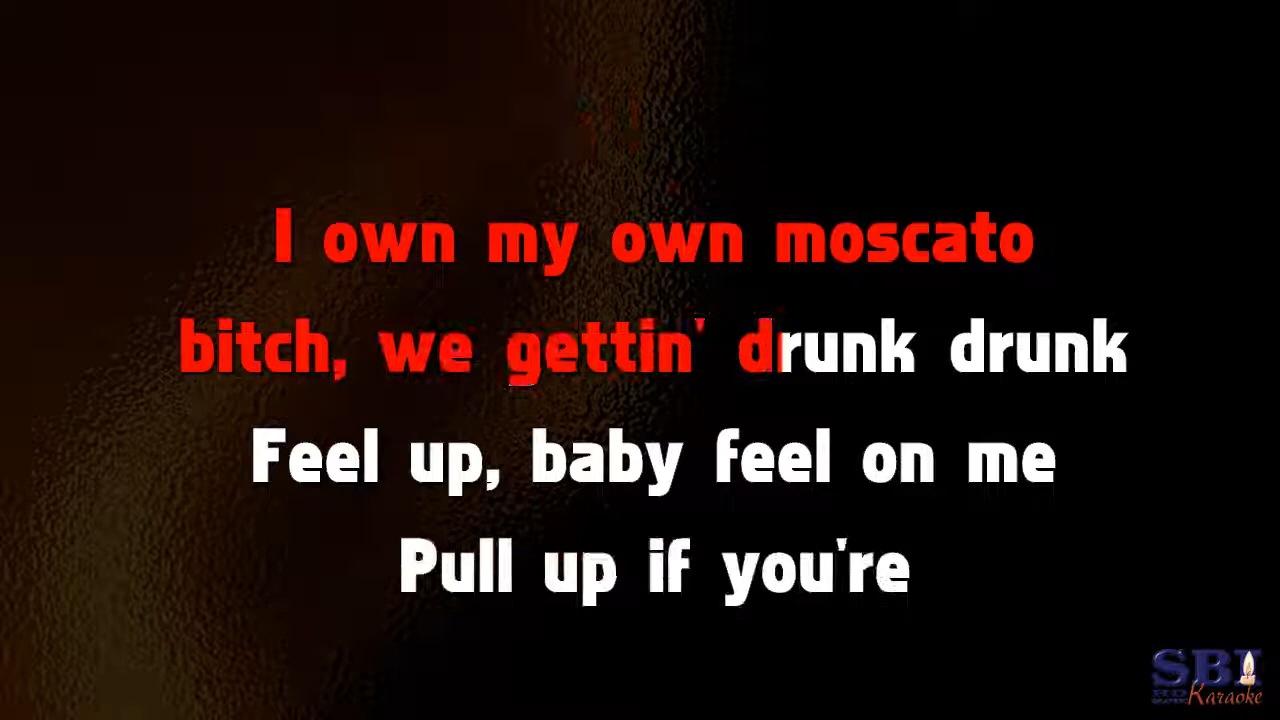 I own my own moscato
bitch, we gettin' drunk drunk
Feel up, baby feel on me
Pull up if you're
SBI
Karaoke